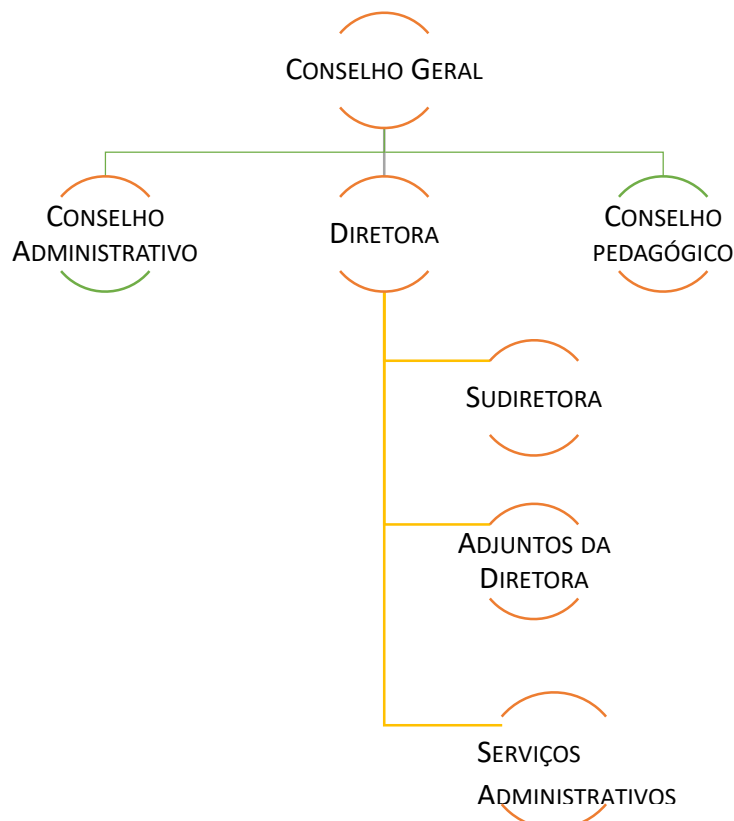 Conselho Geral
Conselho
Administrativo
Diretora
Conselho
pedagógico
Sudiretora
Adjuntos da
Diretora
Serviços
Administrativos